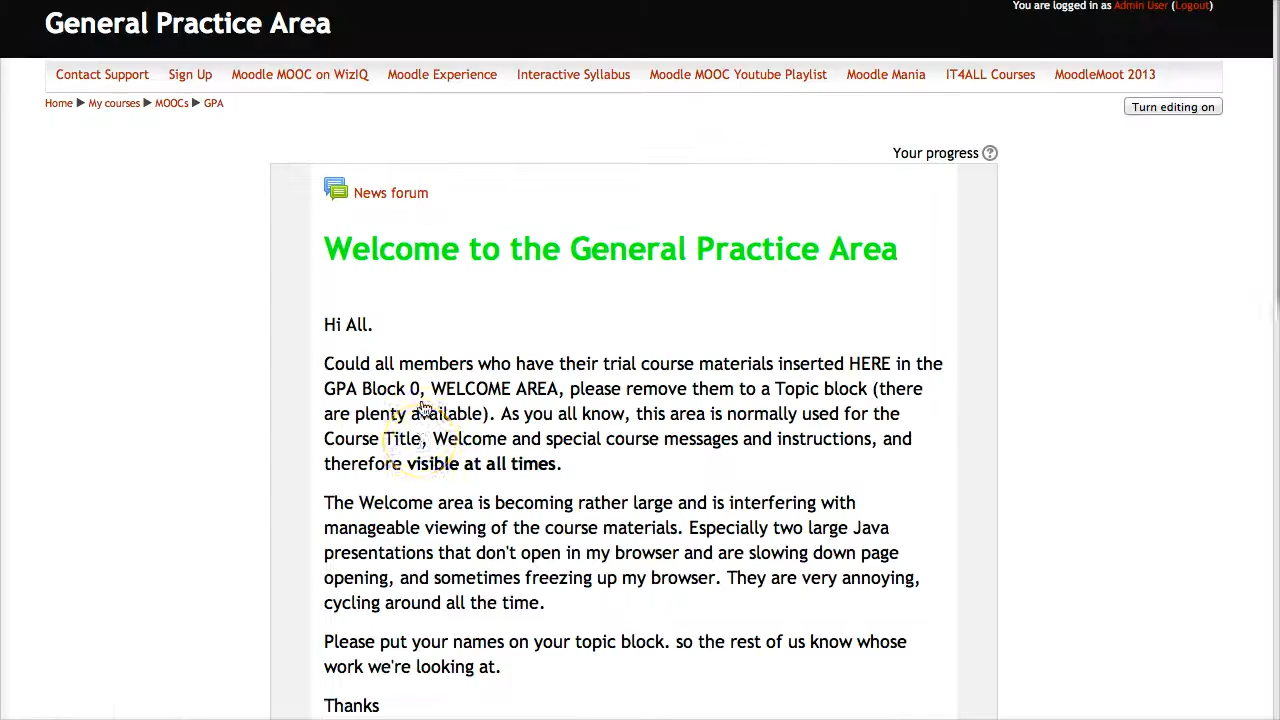 General Practice Area
You are logged in as Admin User (Logout)
Contact Support Sign Up Moodle MOOC on WizIQ Moodle Experience Interactive Syllabus Moodle MOOC Youtube Playlist Moodle Mania IT4ALL Courses MoodleMoot 2013
Home ▶ My courses ▶ MOOCs ▶ GPA
Turn editing on
Your progress
News forum
Welcome to the General Practice Area
Hi All.
Could all members who have their trial course materials inserted HERE in the
GPA Block 0, WELCOME AREA, please remove them to a Topic block (there
are plenty available). As you all know, this area is normally used for the
Course Title, Welcome and special course messages and instructions, and
therefore visible at all times.
The Welcome area is becoming rather large and is interfering with
manageable viewing of the course materials. Especially two large Java
presentations that don't open in my browser and are slowing down page
opening, and sometimes freezing up my browser. They are very annoying,
cycling around all the time.
Please put your names on your topic block. so the rest of us know whose
work we're looking at.
Thanks